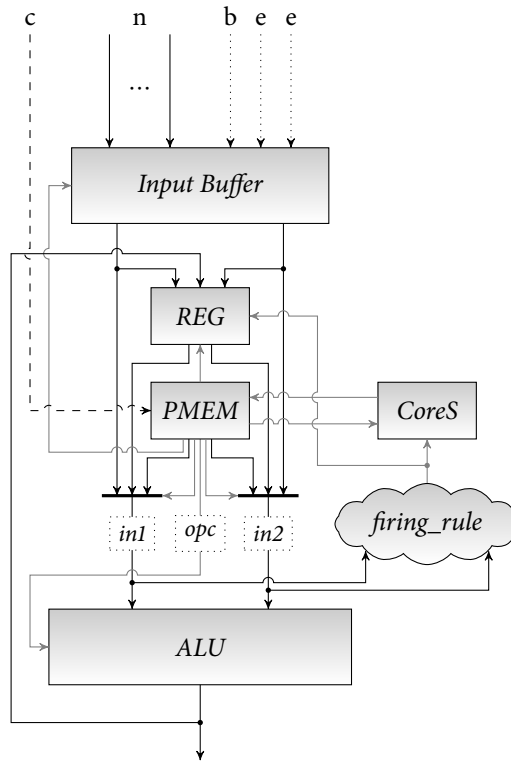 c n b e e
...
Input Buffer
REG
PMEM
CoreS
in1 opc in2
firing_rule
ALU